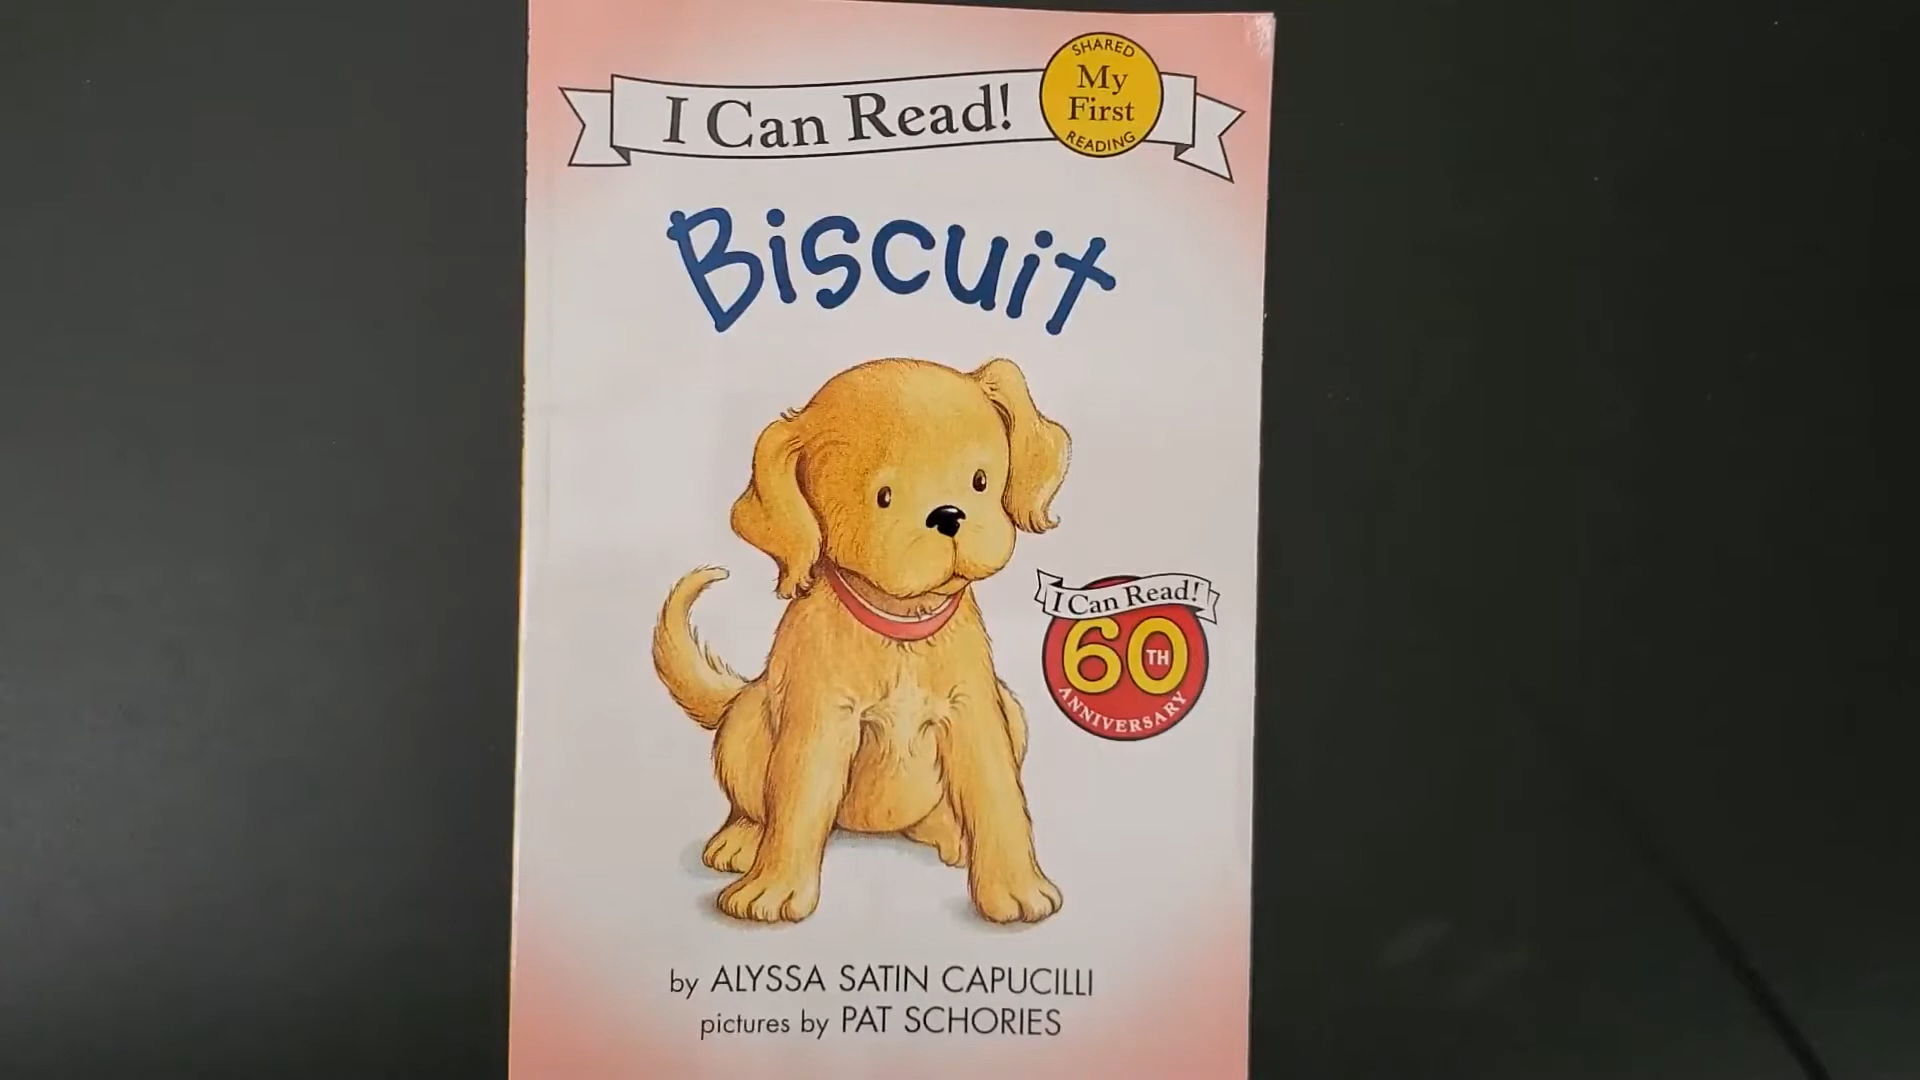 I Can Read!
SHARED
My
First
READING
Biscuit
I Can Read!
60TH
ANNIVERSARY
by ALYSSA SATIN CAPUCILLI
pictures by PAT SCHORIES